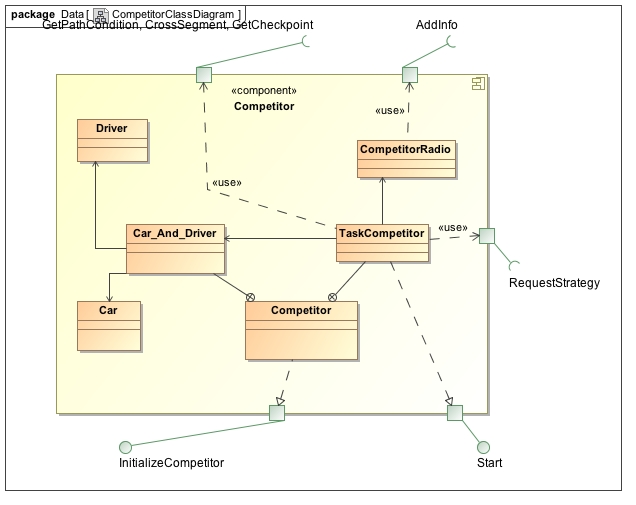 package Data[ CompetitorClassDiagram ]
GetPathCondition, CrossSegment, GetCheckpoint
AddInfo
«component»
Competitor
«use»
Driver
CompetitorRadio
«use»
Car_And_Driver
TaskCompetitor
«use»
RequestStrategy
Car
Competitor
InitializeCompetitor
Start